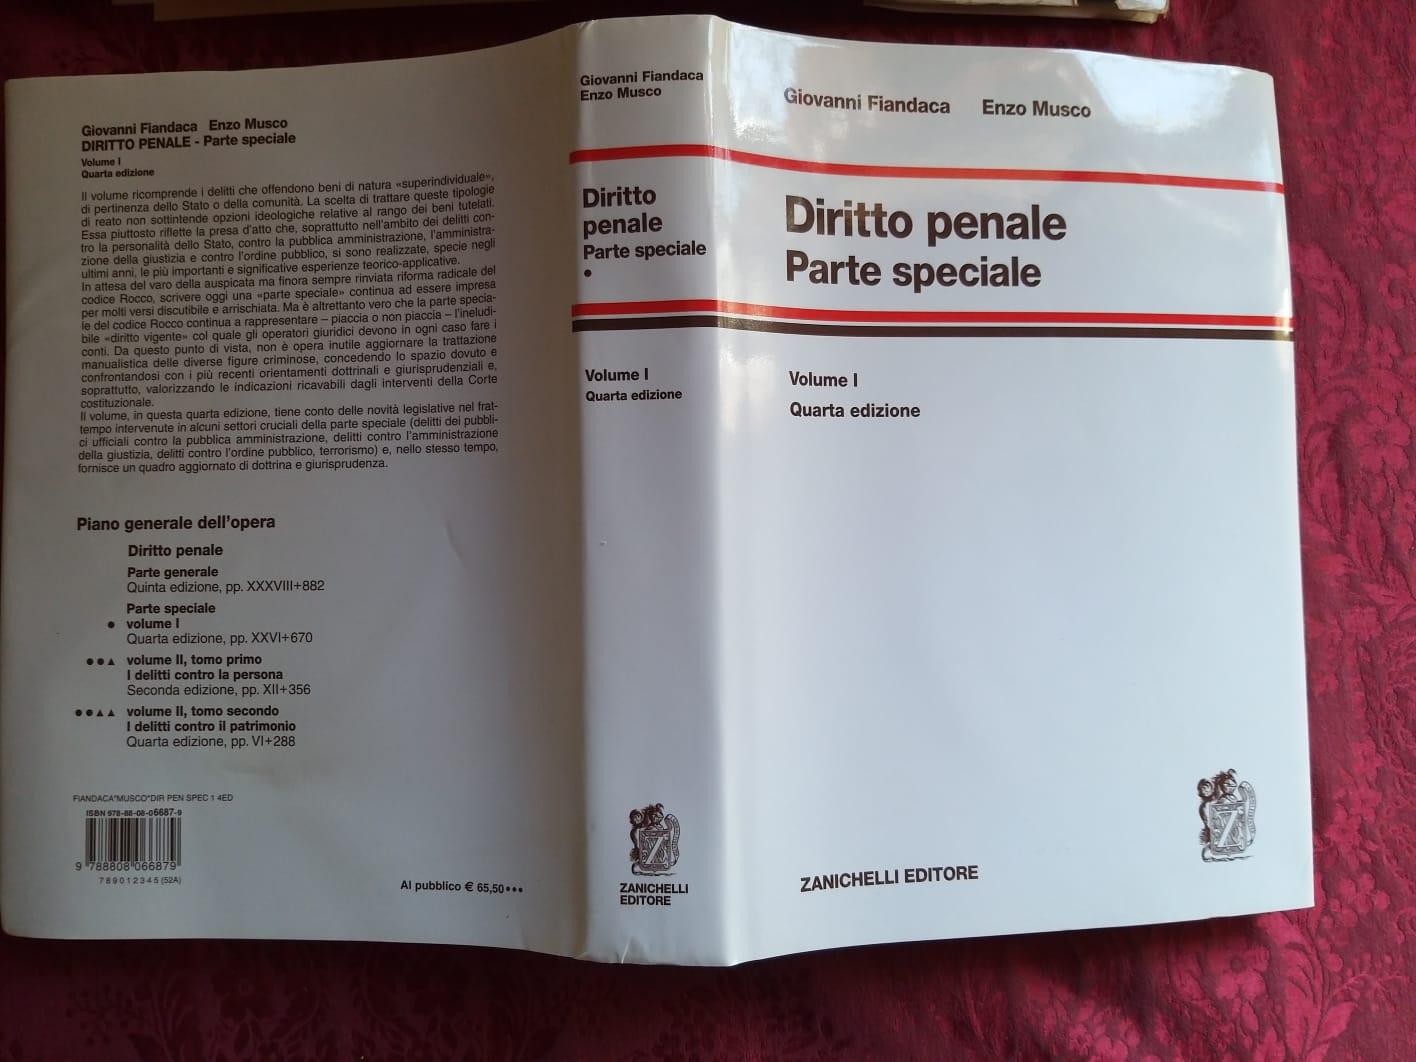 Giovanni Fiandaca Enzo Musco
DIRITTO PENALE - Parte speciale
Volume I
Quarta edizione
Il volume ricomprende i delitti che offendono beni di natura «superindividuale»,
di pertinenza dello Stato o della comunità. La scelta di trattare queste tipologie
di reato non sottintende opzioni ideologiche relative al rango dei beni tutelati.
Essa piuttosto riflette la presa d'atto che, soprattutto nell'ambito dei delitti con-
tro la personalità dello Stato, contro la pubblica amministrazione, l'amministra-
zione della giustizia e contro l'ordine pubblico, si sono realizzate, specie negli
ultimi anni, le più importanti e significative esperienze teorico-applicative.
In attesa del varo della auspicata ma finora sempre rinviata riforma radicale del
codice Rocco, scrivere oggi una «parte speciale» continua ad essere impresa
per molti versi discutibile e arrischiata. Ma è altrettanto vero che la parte specia-
le del codice Rocco continua a rappresentare – piaccia o non piaccia – l'ineludi-
bile «diritto vigente» col quale gli operatori giuridici devono in ogni caso fare i
conti. Da questo punto di vista, non è opera inutile aggiornare la trattazione
manualistica delle diverse figure criminose, concedendo lo spazio dovuto e
confrontandosi con i più recenti orientamenti dottrinali e giurisprudenziali e,
soprattutto, valorizzando le indicazioni ricavabili dagli interventi della Corte
costituzionale.
Il volume, in questa quarta edizione, tiene conto delle novità legislative nel frat-
tempo intervenute in alcuni settori cruciali della parte speciale (delitti dei pubbli-
ci ufficiali contro la pubblica amministrazione, delitti contro l'amministrazione
della giustizia, delitti contro l'ordine pubblico, terrorismo) e, nello stesso tempo,
fornisce un quadro aggiornato di dottrina e giurisprudenza.
Piano generale dell'opera
Diritto penale
Parte generale
Quinta edizione, pp. XXXVIII+882
Parte speciale
● volume I
Quarta edizione, pp. XXVI+670
●●▲ volume II, tomo primo
I delitti contro la persona
Seconda edizione, pp. XII+356
●●▲▲ volume II, tomo secondo
I delitti contro il patrimonio
Quarta edizione, pp. VI+288
FIANDACA*MUSCO*DIR PEN SPEC 1 4ED
ISBN 978-88-08-06687-9
9 788808 066879
7 8 9 0 1 2 3 4 5 (52A)
Al pubblico € 65,50●●●
Giovanni Fiandaca
Enzo Musco
Diritto
penale
Parte speciale
●
Volume I
Quarta edizione
Z
ZANICHELLI
EDITORE
Giovanni Fiandaca Enzo Musco
Diritto penale
Parte speciale
Volume I
Quarta edizione
Z
ZANICHELLI EDITORE